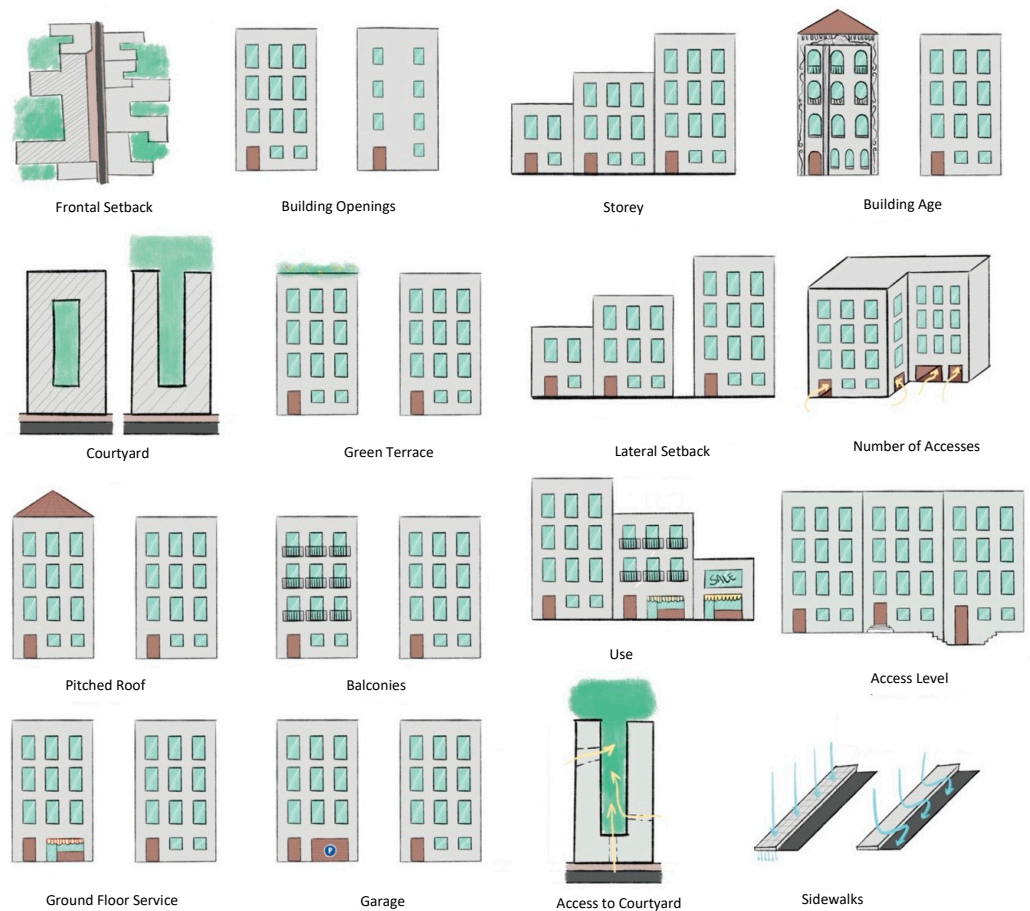 Frontal Setback
Building Openings
Storey
Building Age
Courtyard
Green Terrace
Lateral Setback
Number of Accesses
Pitched Roof
Balconies
SALE
Use
Access Level
P
Ground Floor Service
Garage
Access to Courtyard
Sidewalks